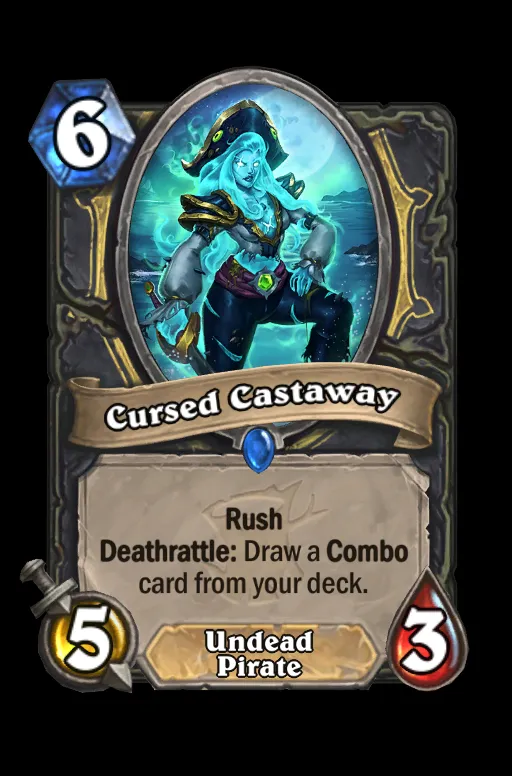 6
Cursed Castaway
Rush
Deathrattle: Draw a Combo
card from your deck.
5
Undead
Pirate
3